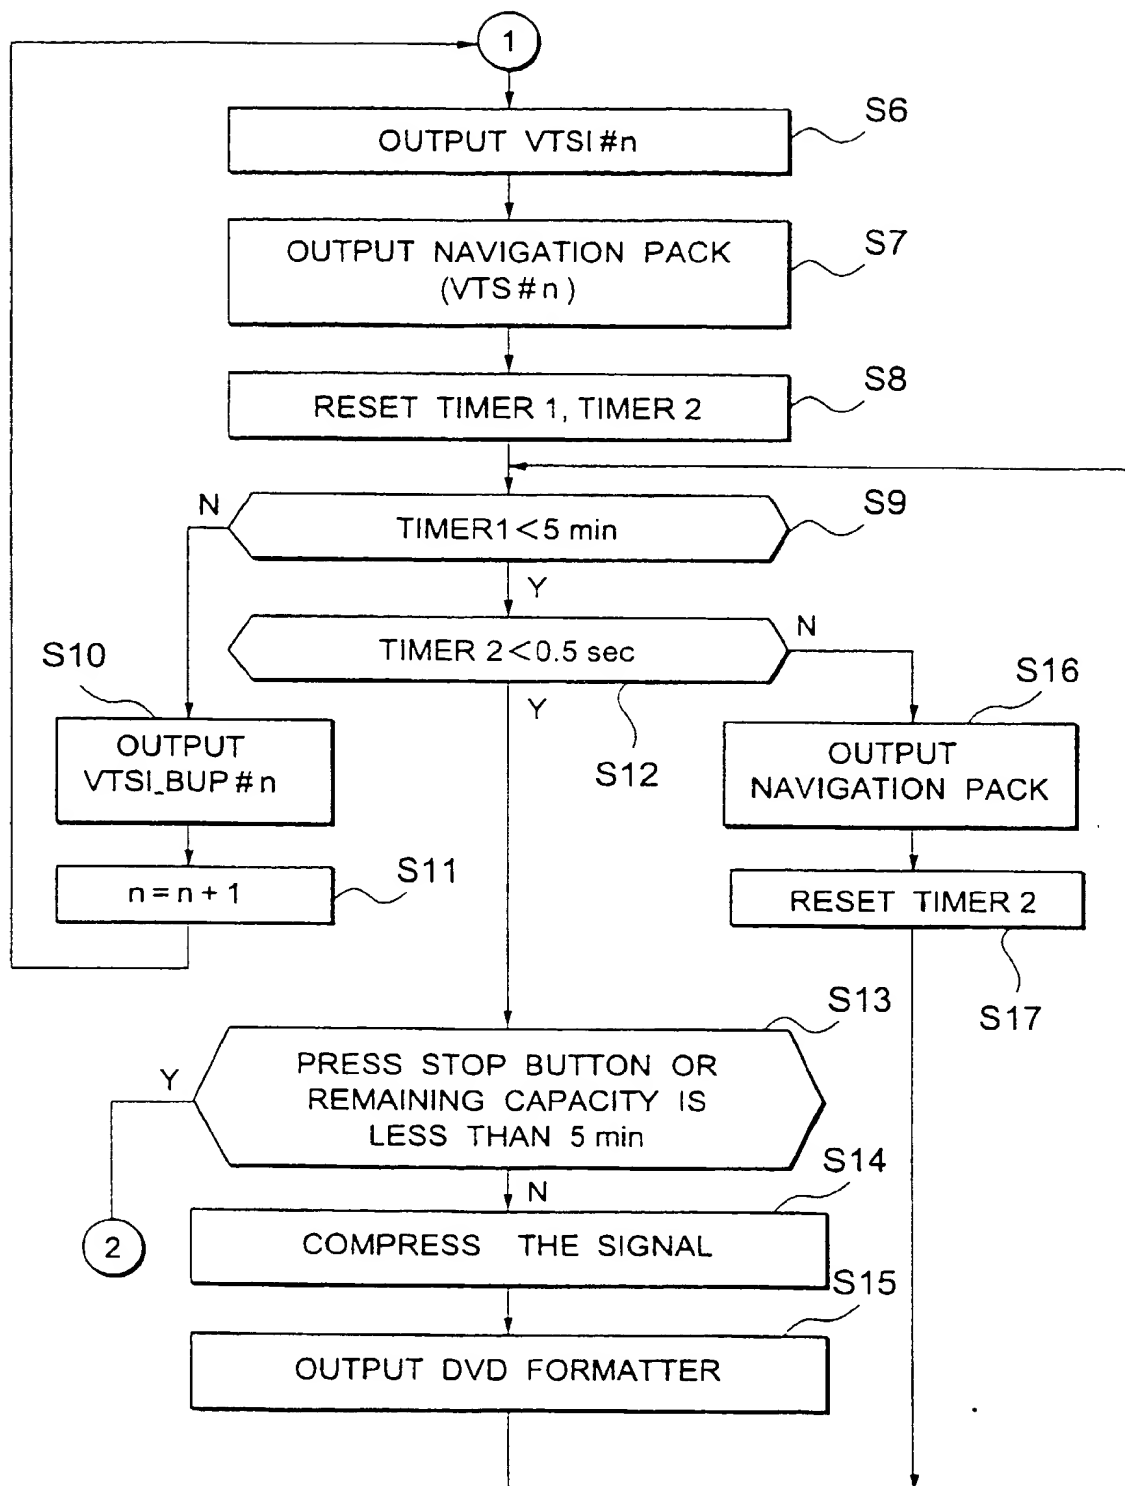 1
S6
OUTPUT VTSI#n
S7
OUTPUT NAVIGATION PACK
(VTS#n)
S8
RESET TIMER 1, TIMER 2
N
S9
TIMER1<5 min
Y
N
TIMER 2<0.5 sec
S10
S16
Y
OUTPUT
VTSI_BUP#n
S12
OUTPUT
NAVIGATION PACK
S11
n=n+1
RESET TIMER 2
S13
S17
Y
PRESS STOP BUTTON OR
REMAINING CAPACITY IS
LESS THAN 5 min
S14
N
2
COMPRESS THE SIGNAL
S15
OUTPUT DVD FORMATTER